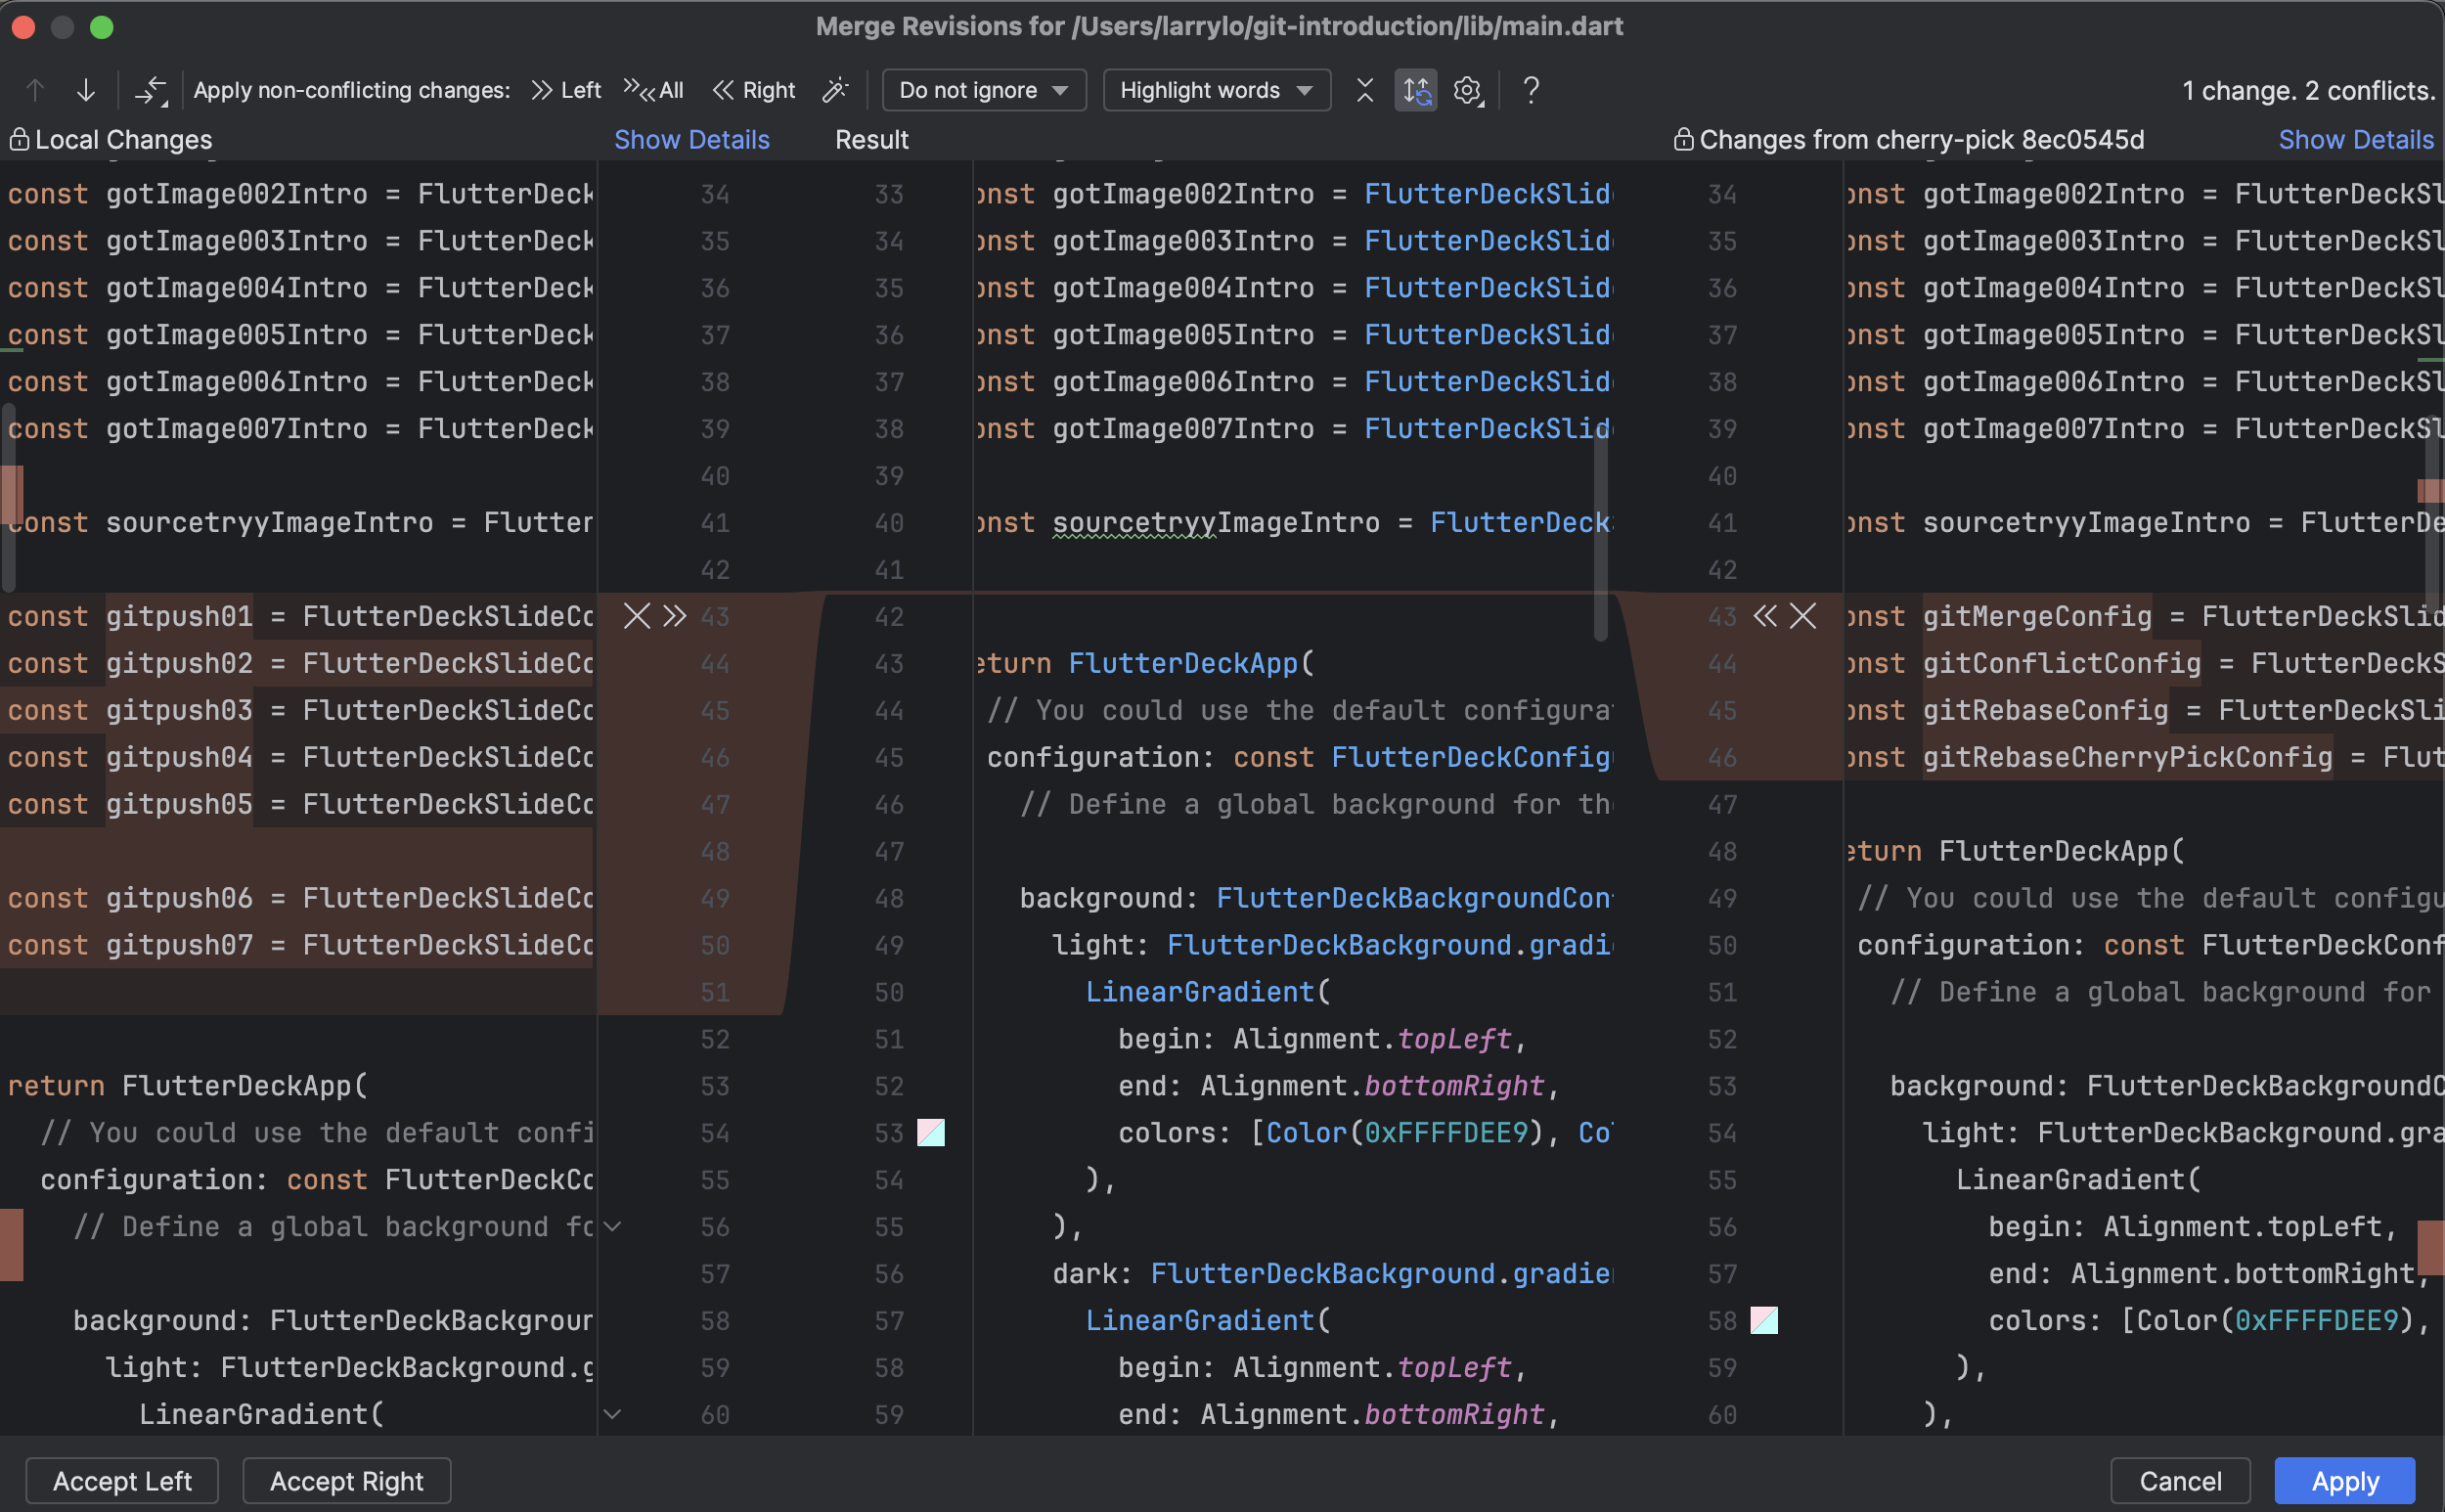 Merge Revisions for /Users/larrylo/git-introduction/lib/main.dart
Apply non-conflicting changes: Left All Right Do not ignore Highlight words ? 1 change. 2 conflicts.
Local Changes Show Details Result Changes from cherry-pick 8ec0545d Show Details
const gotImage002Intro = FlutterDeck 34 33 onst gotImage002Intro = FlutterDeckSlid 34 onst gotImage002Intro = FlutterDeckSl
const gotImage003Intro = FlutterDeck 35 34 onst gotImage003Intro = FlutterDeckSlid 35 onst gotImage003Intro = FlutterDeckSl
const gotImage004Intro = FlutterDeck 36 35 onst gotImage004Intro = FlutterDeckSlid 36 onst gotImage004Intro = FlutterDeckSl
const gotImage005Intro = FlutterDeck 37 36 onst gotImage005Intro = FlutterDeckSlid 37 onst gotImage005Intro = FlutterDeckSl
const gotImage006Intro = FlutterDeck 38 37 onst gotImage006Intro = FlutterDeckSlid 38 onst gotImage006Intro = FlutterDeckSl
const gotImage007Intro = FlutterDeck 39 38 onst gotImage007Intro = FlutterDeckSlid 39 onst gotImage007Intro = FlutterDeckSl
40 39 40
const sourcetryyImageIntro = Flutter 41 40 onst sourcetryyImageIntro = FlutterDeck 41 onst sourcetryyImageIntro = FlutterDe
42 41 42
const gitpush01 = FlutterDeckSlideCo 43 42 43 onst gitMergeConfig = FlutterDeckSlid
const gitpush02 = FlutterDeckSlideCo 44 43 eturn FlutterDeckApp( 44 onst gitConflictConfig = FlutterDeckS
const gitpush03 = FlutterDeckSlideCo 45 44 // You could use the default configurat 45 onst gitRebaseConfig = FlutterDeckSli
const gitpush04 = FlutterDeckSlideCo 46 45 configuration: const FlutterDeckConfig 46 onst gitRebaseCherryPickConfig = Flut
const gitpush05 = FlutterDeckSlideCo 47 46 // Define a global background for th 47
48 47 48 eturn FlutterDeckApp(
const gitpush06 = FlutterDeckSlideCo 49 48 background: FlutterDeckBackgroundCon 49 // You could use the default configu
const gitpush07 = FlutterDeckSlideCo 50 49 light: FlutterDeckBackground.gradie 50 configuration: const FlutterDeckConf
51 50 LinearGradient( 51 // Define a global background for
52 51 begin: Alignment.topLeft, 52
return FlutterDeckApp( 53 52 end: Alignment.bottomRight, 53 background: FlutterDeckBackgroundC
// You could use the default confi 54 53 colors: [Color(0xFFFFDEE9), Co 54 light: FlutterDeckBackground.gra
configuration: const FlutterDeckCo 55 54 ), 55 LinearGradient(
// Define a global background fo 56 55 ), 56 begin: Alignment.topLeft,
57 56 dark: FlutterDeckBackground.gradie 57 end: Alignment.bottomRight,
background: FlutterDeckBackgroun 58 57 LinearGradient( 58 colors: [Color(0xFFFFDEE9),
light: FlutterDeckBackground.g 59 58 begin: Alignment.topLeft, 59 ),
LinearGradient( 60 59 end: Alignment.bottomRight, 60 ),
Accept Left Accept Right Cancel Apply